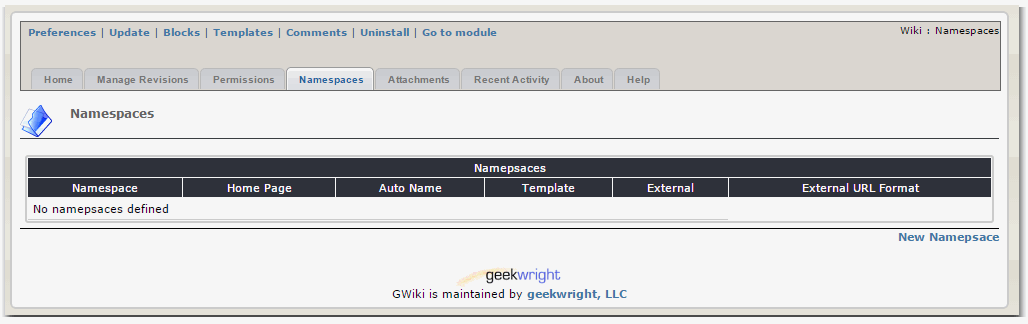 Preferences | Update | Blocks | Templates | Comments | Uninstall | Go to module
Wiki : Namespaces
Home Manage Revisions Permissions Namespaces Attachments Recent Activity About Help
Namespaces
Namepsaces
Namespace Home Page Auto Name Template External External URL Format
No namepsaces defined
New Namepsace
geekwright
GWiki is maintained by geekwright, LLC